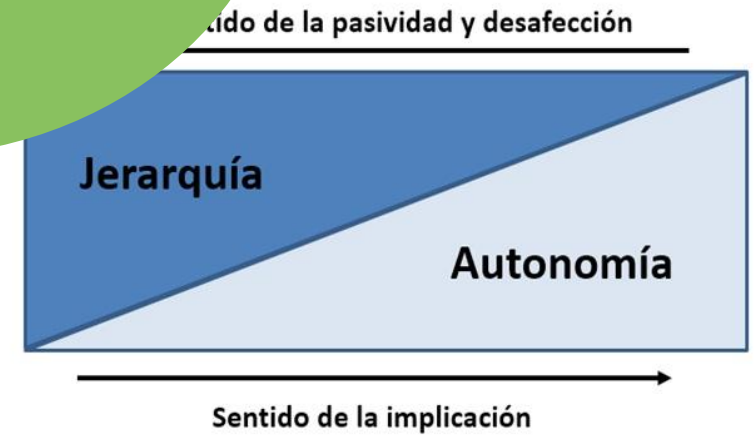 de la pasividad y desafección
Jerarquía
Autonomía
Sentido de la implicación